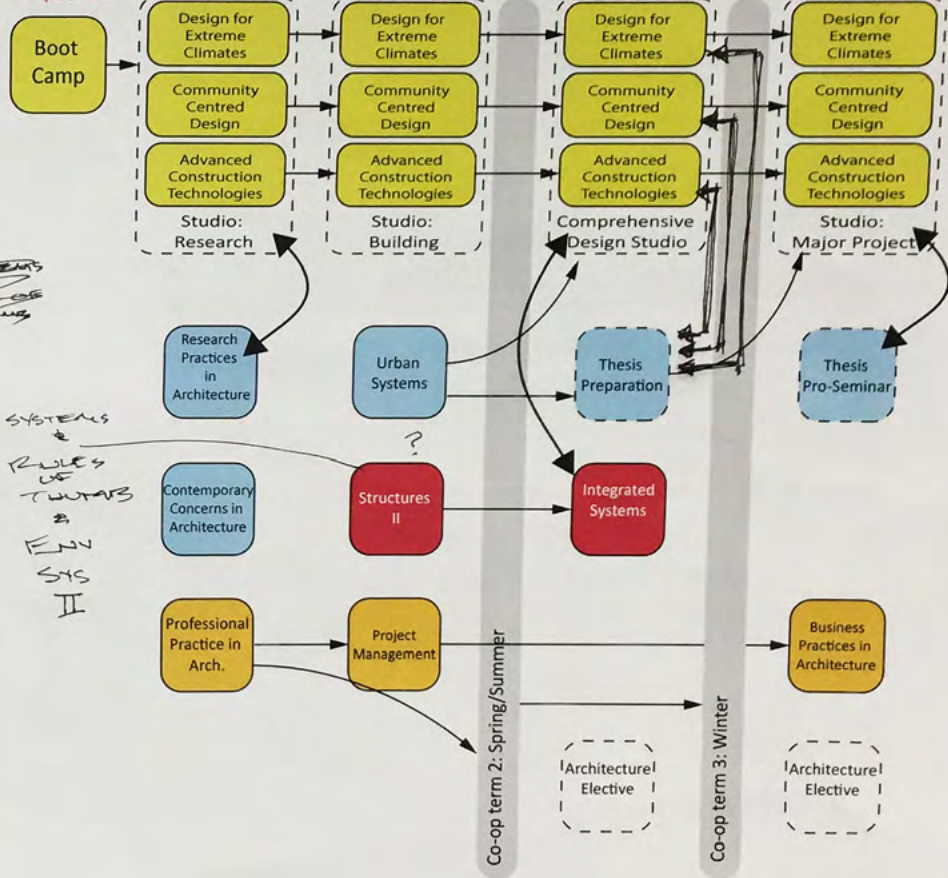 Boot
Camp
Design for
Extreme
Climates
Community
Centred
Design
Advanced
Construction
Technologies
Studio:
Research
Design for
Extreme
Climates
Community
Centred
Design
Advanced
Construction
Technologies
Studio:
Building
Design for
Extreme
Climates
Community
Centred
Design
Advanced
Construction
Technologies
Comprehensive
Design Studio
Design for
Extreme
Climates
Community
Centred
Design
Advanced
Construction
Technologies
Studio:
Major Project
Research
Practices
in
Architecture
Urban
Systems
Thesis
Preparation
Thesis
Pro-Seminar
SYSTEMS
&
RULES
OF
THUMB
&
ENV
SYS
II
Contemporary
Concerns in
Architecture
?
Structures
II
Integrated
Systems
Professional
Practice in
Arch.
Project
Management
Business
Practices in
Architecture
Co-op term 2: Spring/Summer
Architecture
Elective
Co-op term 3: Winter
Architecture
Elective